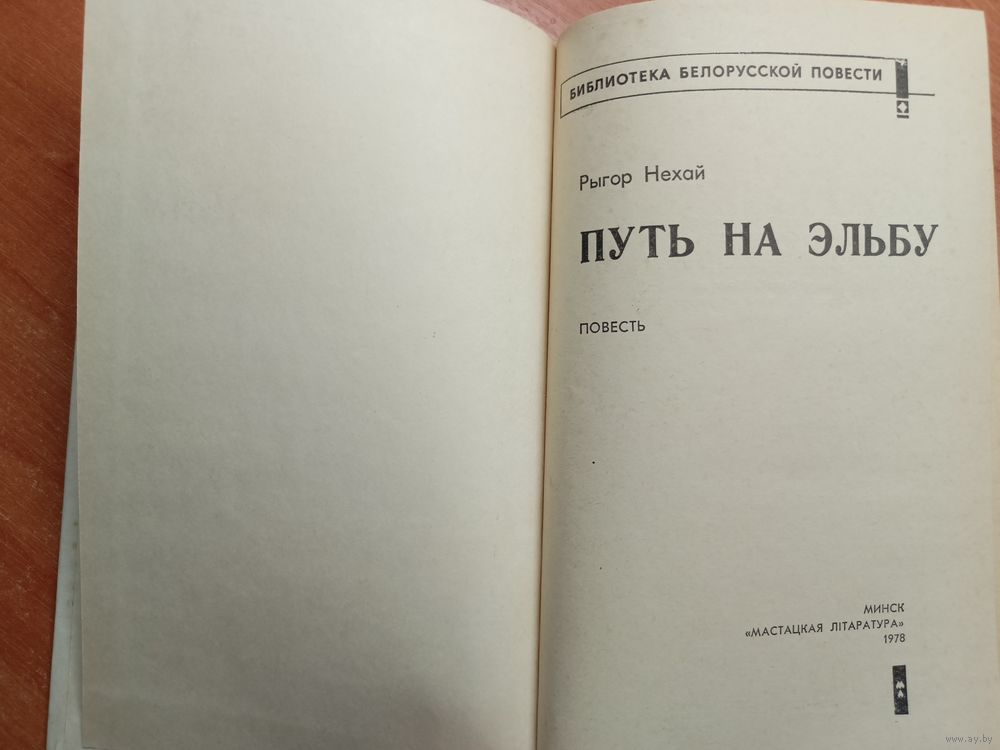 БИБЛИОТЕКА БЕЛОРУССКОЙ ПОВЕСТИ
Рыгор Нехай
ПУТЬ НА ЭЛЬБУ
ПОВЕСТЬ
МИНСК
«МАСТАЦКАЯ ЛІТАРАТУРА»
1978
www.ay.by